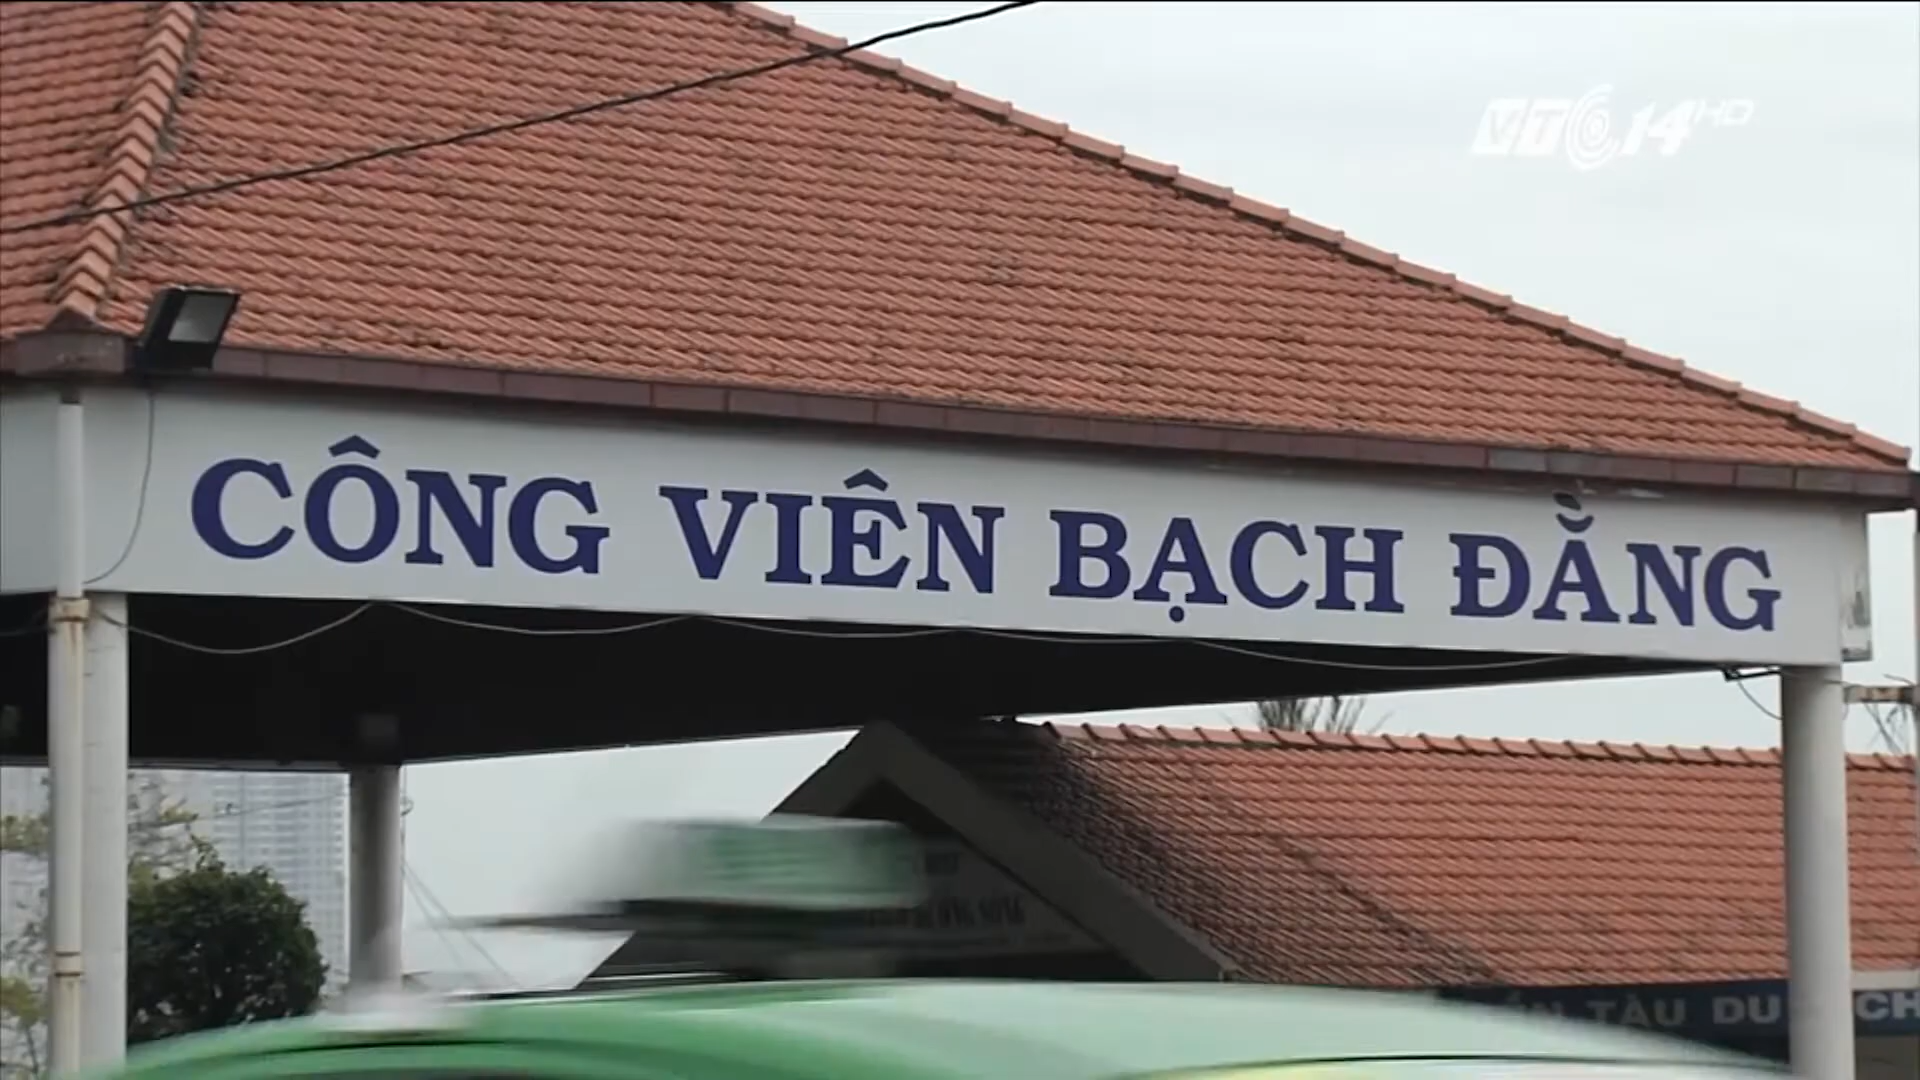 VTC14 HD
CÔNG VIÊN BẠCH ĐẰNG
TÀU DU